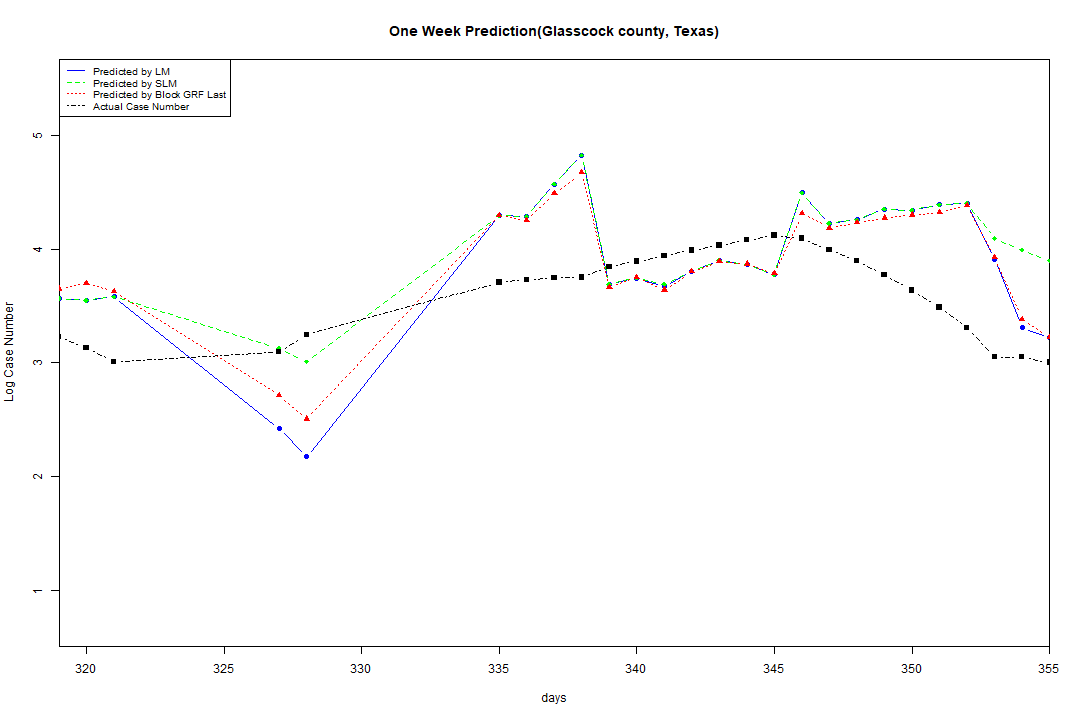 One Week Prediction(Glasscock county, Texas)
Predicted by LM
Predicted by SLM
Predicted by Block GRF Last
Actual Case Number
5
4
3
2
1
Log Case Number
320 325 330 335 340 345 350 355
days